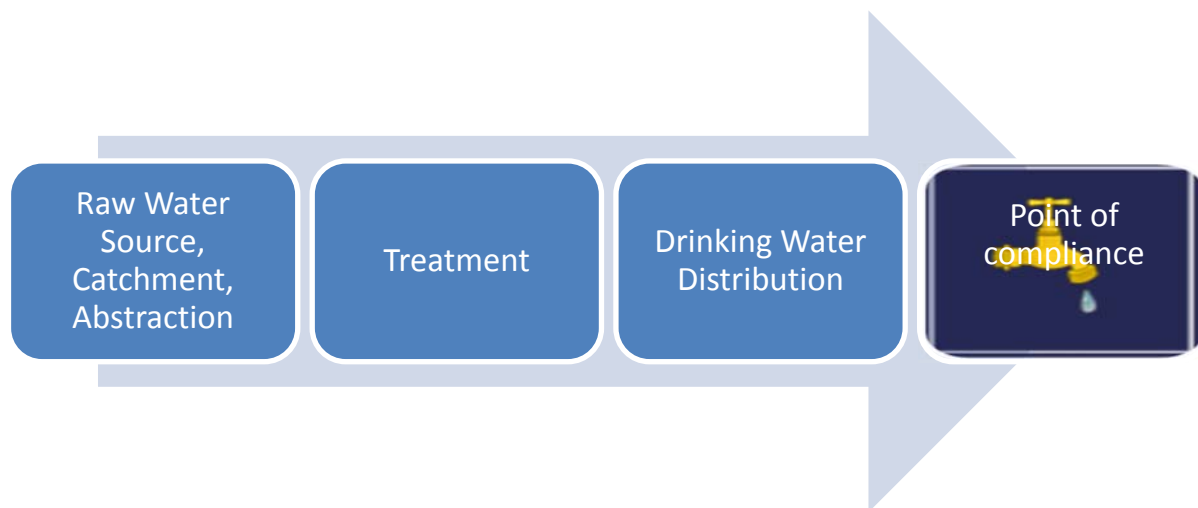 Raw Water
Source,
Catchment,
Abstraction
Treatment
Drinking Water
Distribution
Point of
compliance